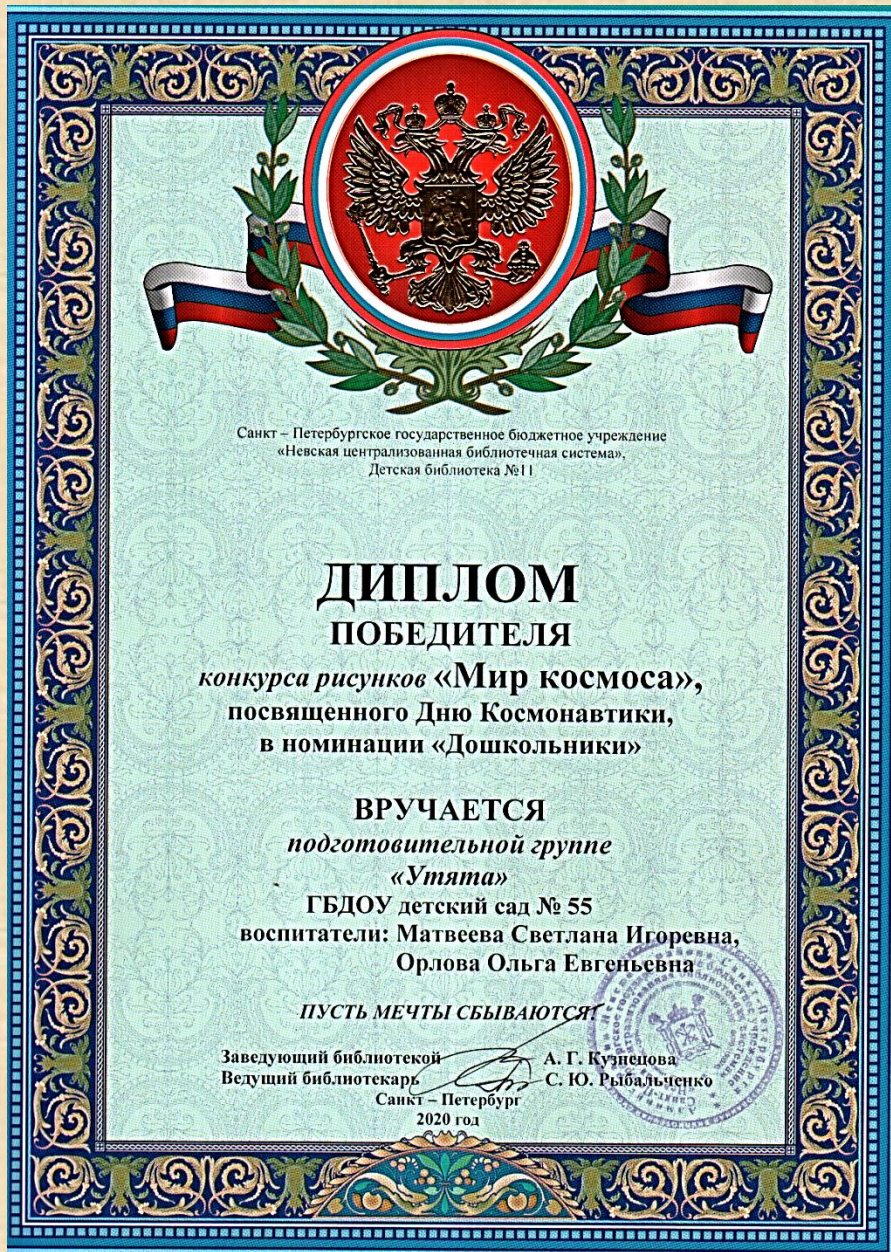 Санкт – Петербургское государственное бюджетное учреждение
«Невская централизованная библиотечная система»,
Детская библиотека №11
ДИПЛОМ
ПОБЕДИТЕЛЯ
конкурса рисунков «Мир космоса»,
посвященного Дню Космонавтики,
в номинации «Дошкольники»
ВРУЧАЕТСЯ
подготовительной группе
«Утята»
ГБДОУ детский сад № 55
воспитатели: Матвеева Светлана Игоревна,
Орлова Ольга Евгеньевна
ПУСТЬ МЕЧТЫ СБЫВАЮТСЯ!
Заведующий библиотекой А. Г. Кузнецова
Ведущий библиотекарь С. Ю. Рыбальченко
Санкт – Петербург
2020 год